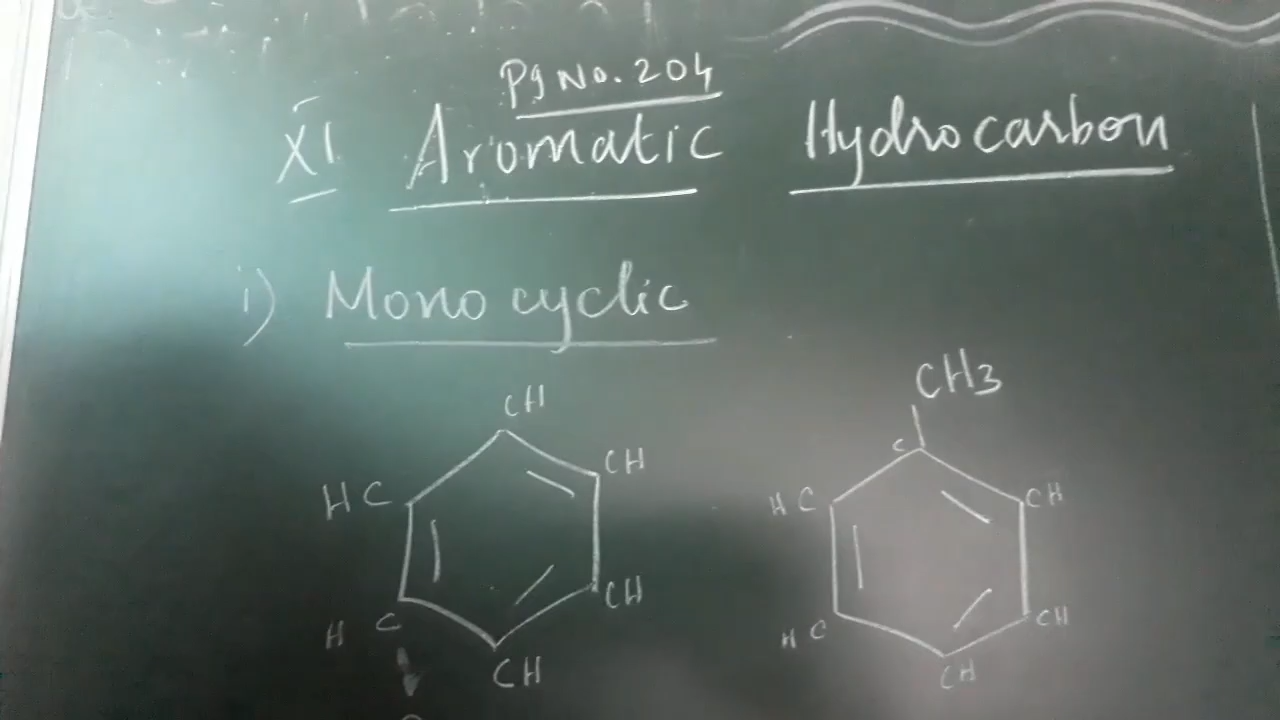 Pg No. 204
XI Aromatic Hydrocarbon
i) Mono cyclic
CH CH3
C
HC CH HC CH
HC CH HC CH
CH CH